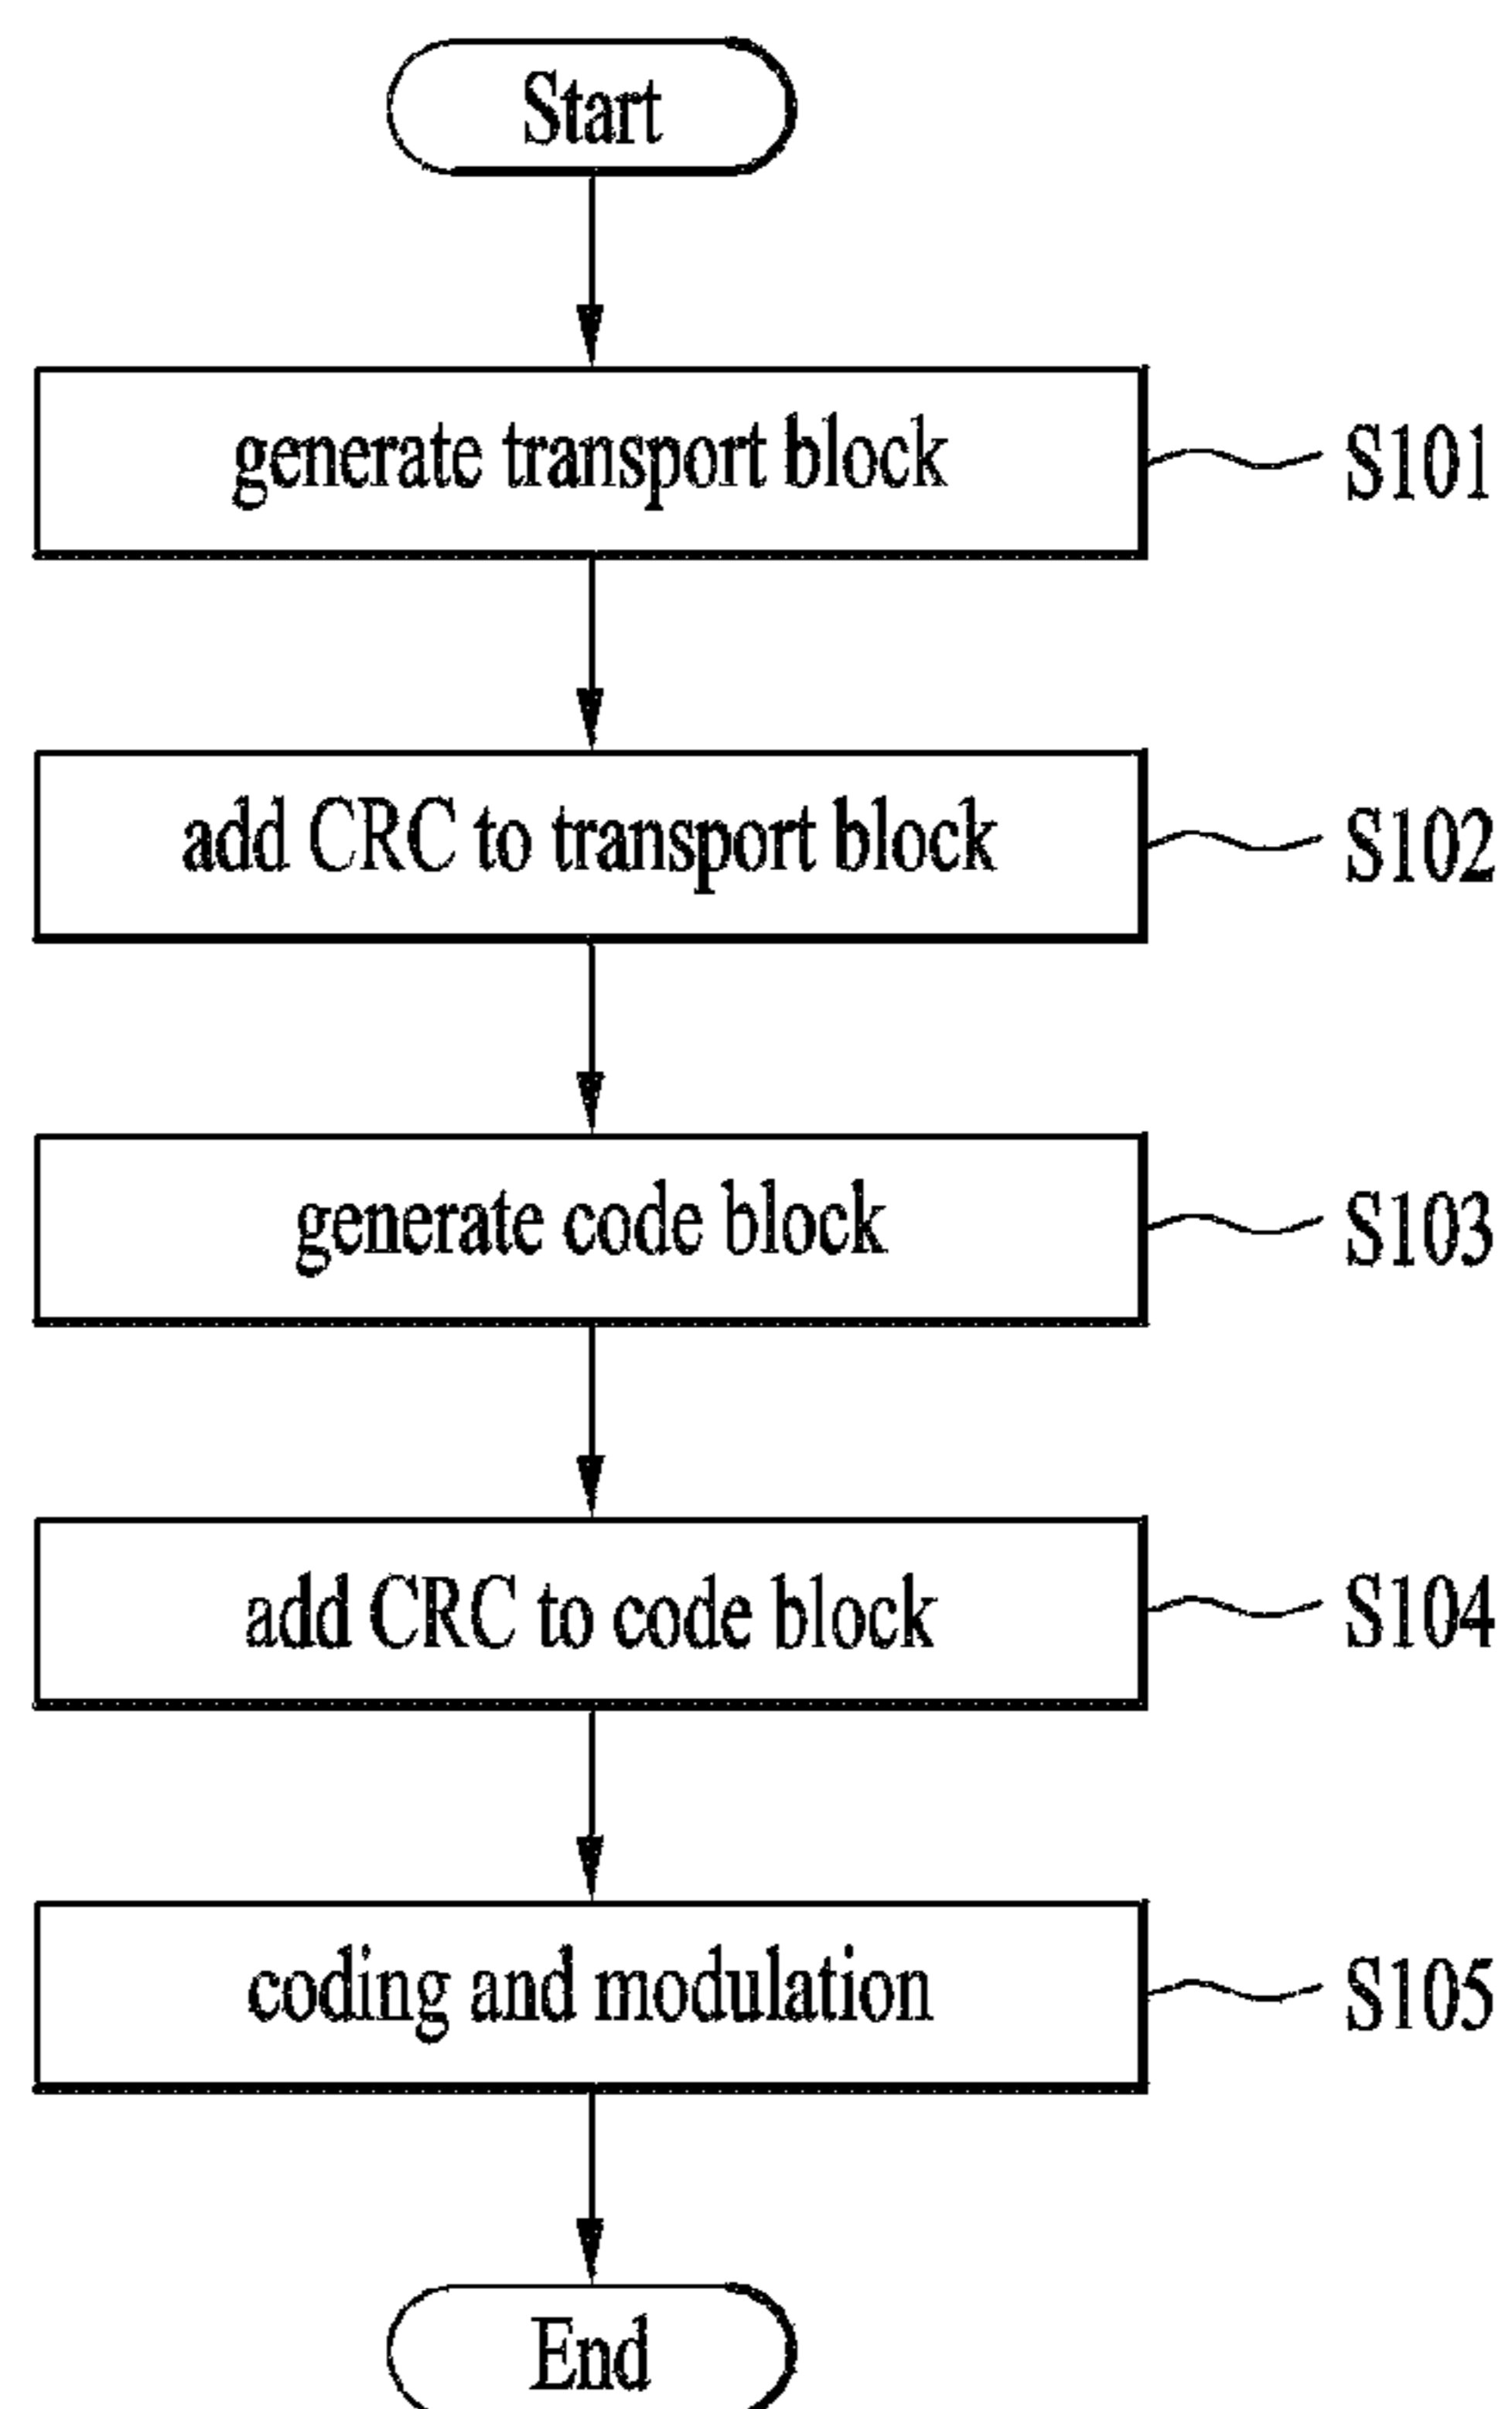 Start
generate transport block
S101
add CRC to transport block
S102
generate code block
S103
add CRC to code block
S104
coding and modulation
S105
End